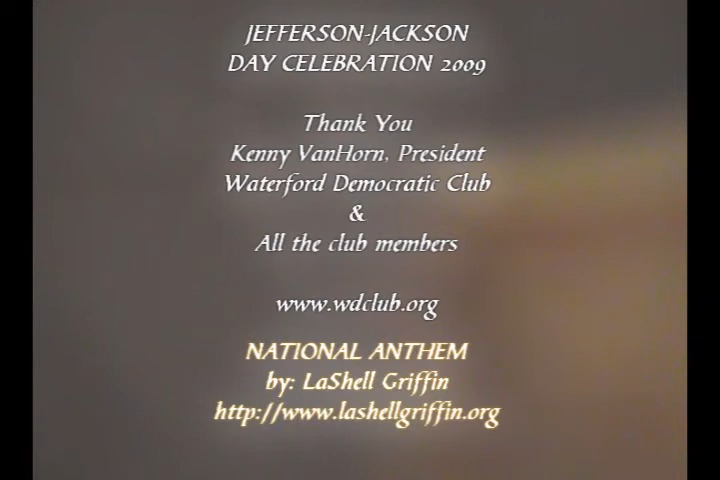 JEFFERSON-JACKSON
DAY CELEBRATION 2009
Thank You
Kenny VanHorn, President
Waterford Democratic Club
&
All the club members
www.wdclub.org
NATIONAL ANTHEM
by: LaShell Griffin
http://www.lashellgriffin.org